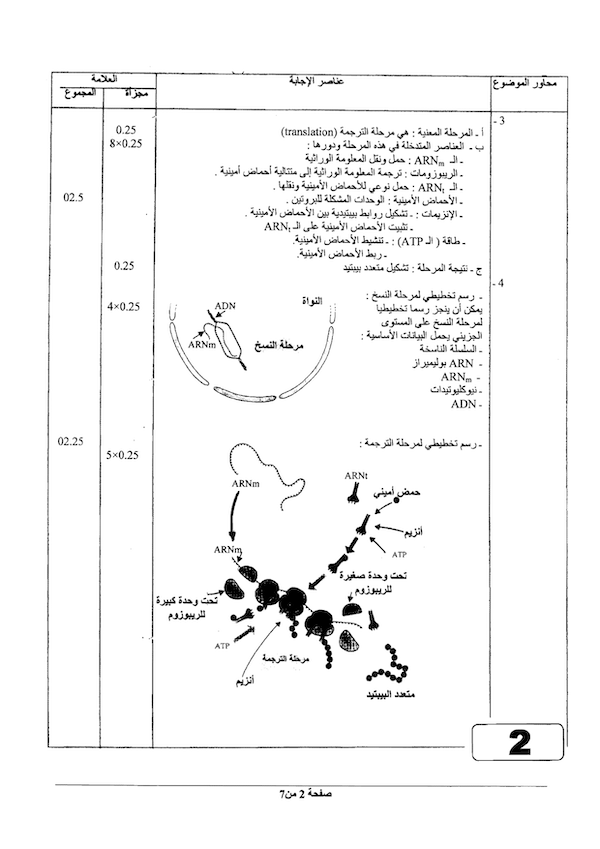 محاور الموضوع
عناصر الإجابة
العلامة
مجزأة
المجموع
3 -
أ - المرحلة المعنية : هي مرحلة الترجمة (translation)
0.25
ب - العناصر المتدخلة في هذه المرحلة ودورها :
8×0.25
- الـ ARNm : حمل ونقل المعلومة الوراثية
- الريبوزومات : ترجمة المعلومة الوراثية إلى متتالية أحماض أمينية .
- الـ ARNt : حمل نوعي للأحماض الأمينية ونقلها .
02.5
- الأحماض الأمينية : الوحدات المشكلة للبروتين .
- الإنزيمات : - تشكيل روابط بيبتيدية بين الأحماض الأمينية .
- تثبيت الأحماض الأمينية على الـ ARNt
- طاقة ( الـ ATP) : - تنشيط الأحماض الأمينية.
- ربط الأحماض الأمينية.
ج - نتيجة المرحلة : تشكيل متعدد بيبتيد
0.25
4 -
- رسم تخطيطي لمرحلة النسخ :
يمكن أن ينجز رسما تخطيطيا
لمرحلة النسخ على المستوى
الجزيئي يحمل البيانات الأساسية :
- السلسلة الناسخة
- ARN بوليميراز
- ARNm
- نيوكليوتيدات
- ADN
4×0.25
النواة
ADN
ARNm
مرحلة النسخ
02.25
- رسم تخطيطي لمرحلة الترجمة :
5×0.25
ARNm
ARNt
حمض أميني
أنزيم
ATP
ARNm
تحت وحدة صغيرة
للريبوزوم
تحت وحدة كبيرة
للريبوزوم
ATP
مرحلة الترجمة
أنزيم
متعدد الببتيد
2
صفحة 2 من7